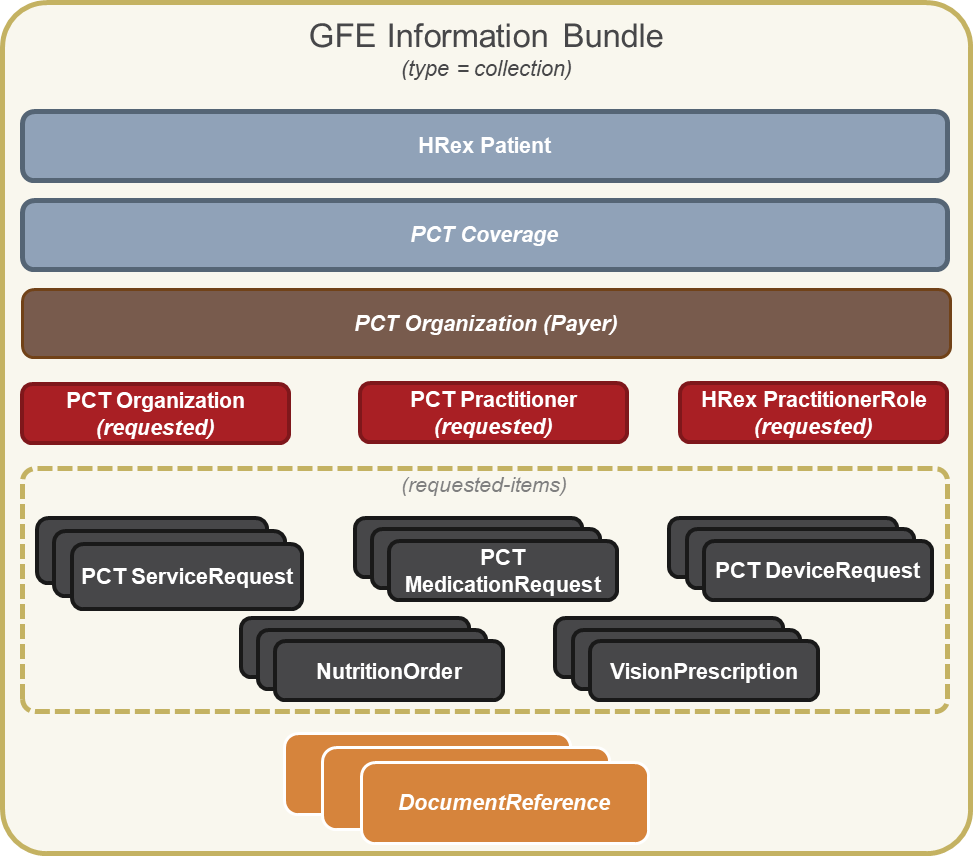 GFE Information Bundle
(type = collection)
HRex Patient
PCT Coverage
PCT Organization (Payer)
PCT Organization
(requested)
PCT Practitioner
(requested)
HRex PractitionerRole
(requested)
(requested-items)
PCT ServiceRequest
PCT
MedicationRequest
PCT DeviceRequest
NutritionOrder
VisionPrescription
DocumentReference